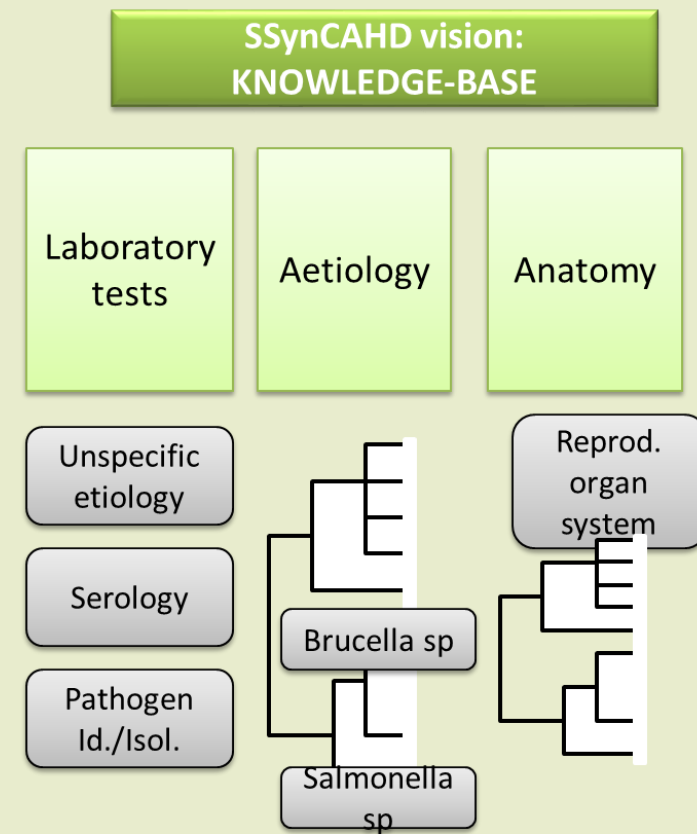 SSynCAHD vision:
KNOWLEDGE-BASE
Laboratory
tests
Aetiology
Anatomy
Unspecific
etiology
Serology
Pathogen
Id./Isol.
Brucella sp
Salmonella
sp
Reprod.
organ
system